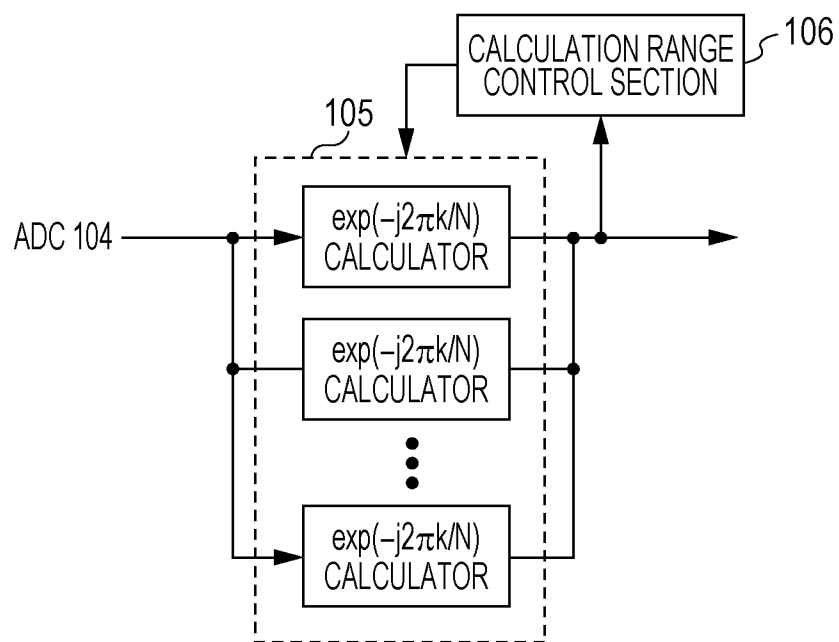 CALCULATION RANGE
CONTROL SECTION
106
105
ADC 104
exp(–j2πk/N)
CALCULATOR
exp(–j2πk/N)
CALCULATOR
exp(–j2πk/N)
CALCULATOR